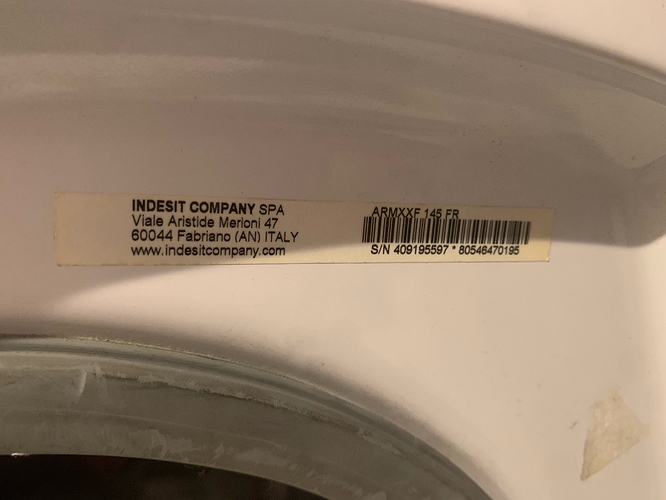 INDESIT COMPANY SPA
Viale Aristide Merloni 47
60044 Fabriano (AN) ITALY
www.indesitcompany.com
ARMXXF 145 FR
S/N 409195597 * 80546470195